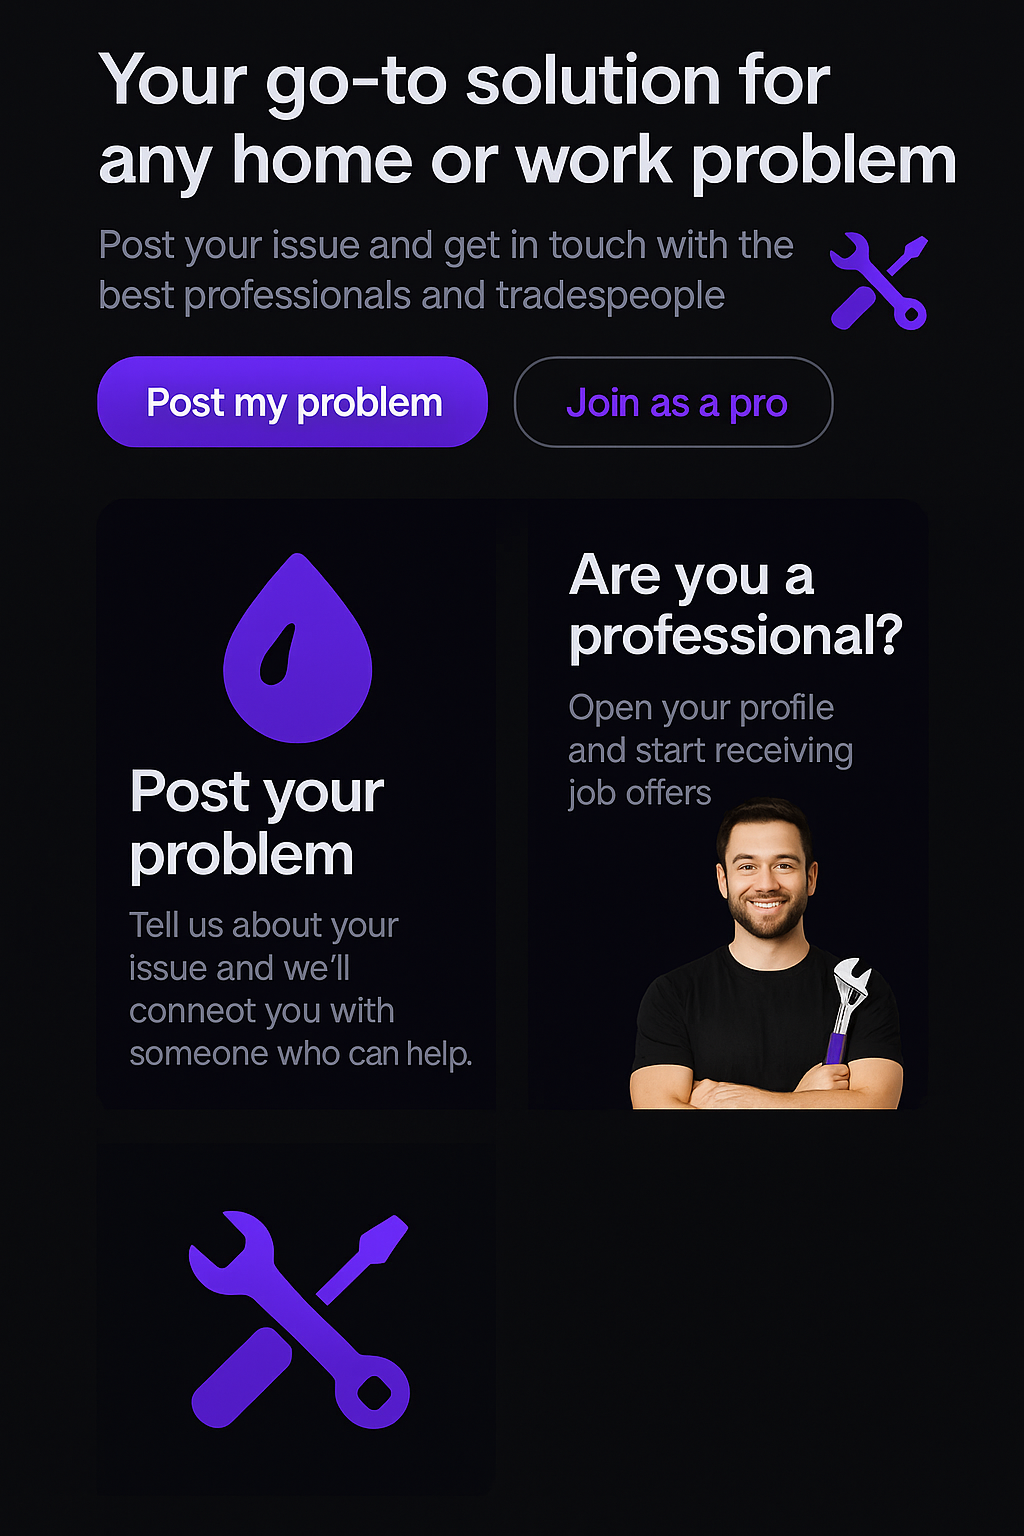 Your go-to solution for
any home or work problem
Post your issue and get in touch with the
best professionals and tradespeople
Post my problem
Join as a pro
Post your
problem
Tell us about your
issue and we'll
conneot you with
someone who can help.
Are you a
professional?
Open your profile
and start receiving
job offers